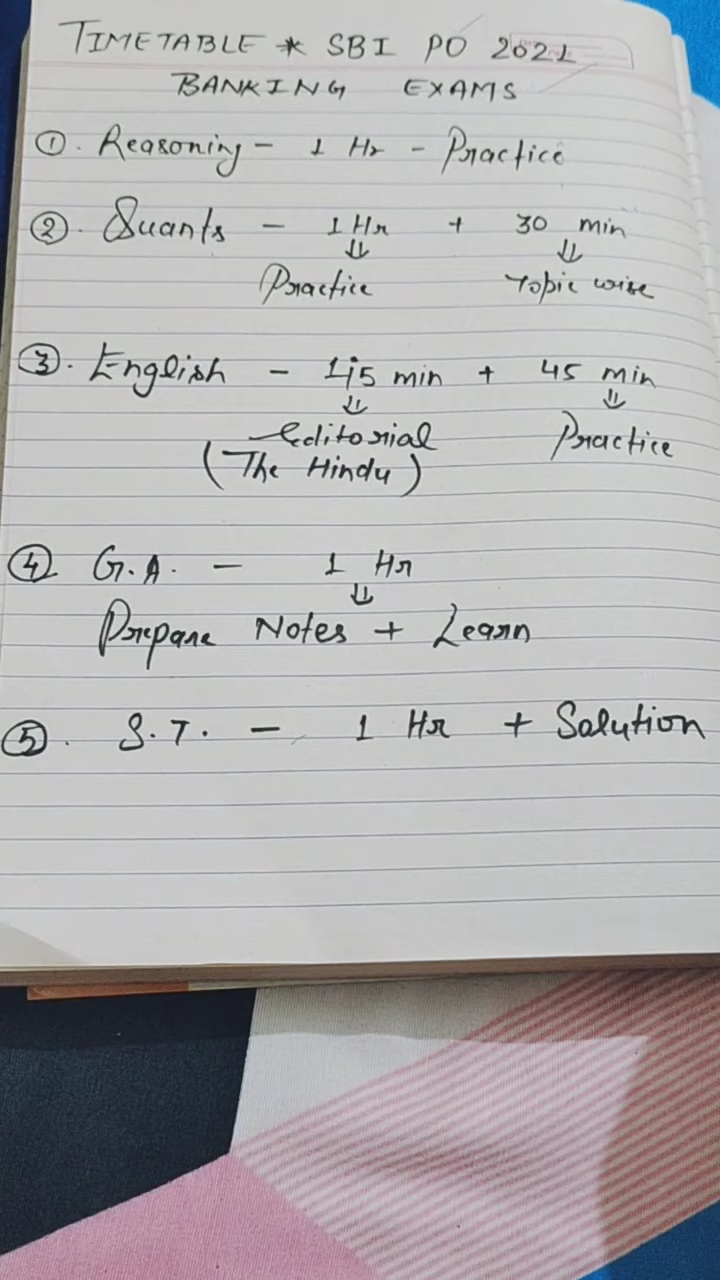 TIMETABLE * SBI PO 2021
BANKING EXAMS
①. Reasoning - 1 Hr - Practice
②. Quants - 1 Hr + 30 min
⇓ ⇓
Practice Topic wise
③. English - 15 min + 45 min
⇓ ⇓
Editorial Practice
(The Hindu)
④ G.A. - 1 Hr
⇓
Prepare Notes + Learn
⑤. S.T. - 1 Hr + Solution